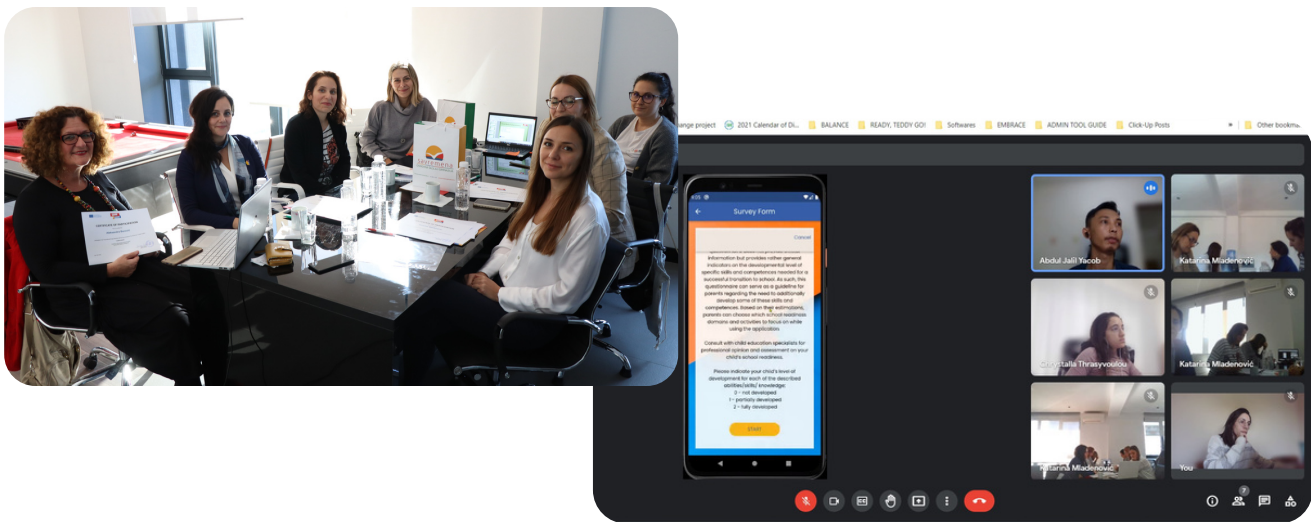 CERTIFICATE OF PARTICIPATION
savremena
ange project
2021 Calendar of Di...
BALANCE
READY, TEDDY GO!
Softwares
EMBRACE
ADMIN TOOL GUIDE
Click-Up Posts
»
Other bookm
Survey Form
Cancel
information but provides rather general
indicators on the developmental level of
specific skills and competences needed for a
successful transition to school. As such, this
questionnaire can serve as a guideline for
parents regarding the need to additionally
develop some of these skills and
competences. Based on their estimations,
parents can choose which school readiness
domains and activities to focus on while
using the application.
Consult with child education specialists for
professional opinion and assessment on your
child's school readiness.
Please indicate your child's level of
development for each of the described
abilities/skills/ knowledge:
0 - not developed
1 - partially developed
2 - fully developed
START
Abdul Jalil Yacob
Katarina Mladenović
Chrystalla Thrasyvoulou
Katarina Mladenović
Katarina Mladenović
You
7